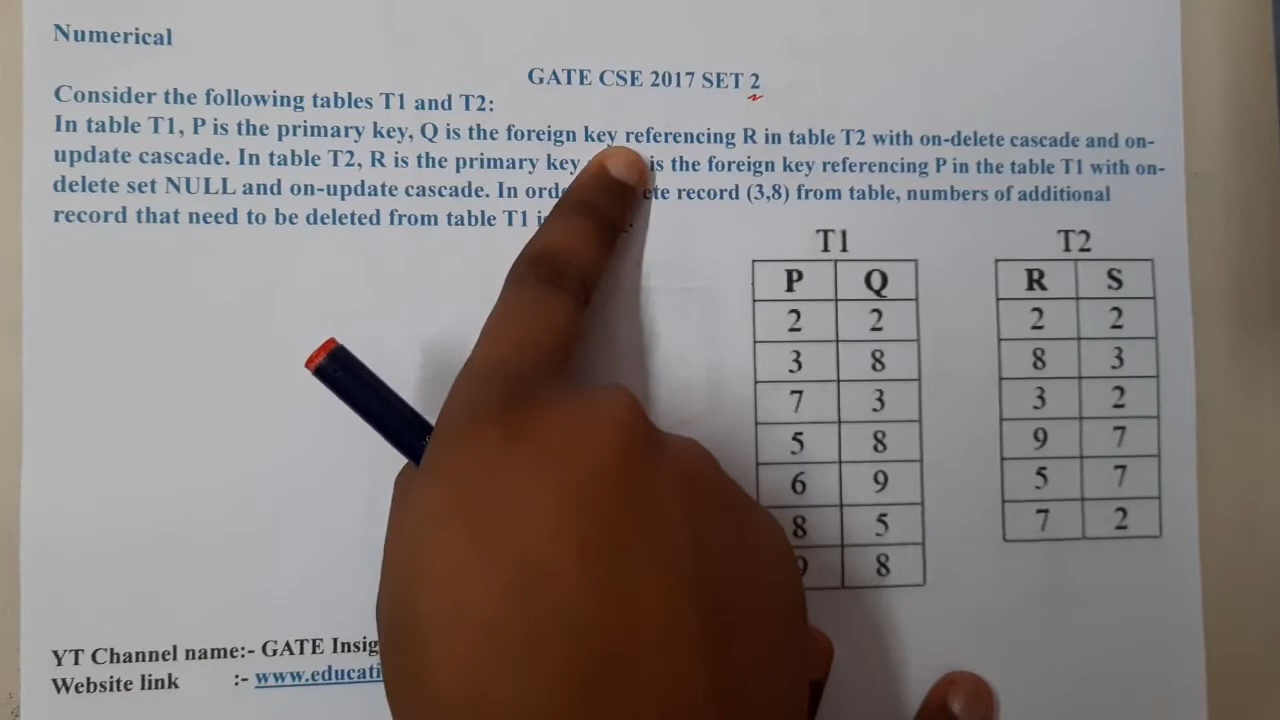 Numerical
GATE CSE 2017 SET 2
Consider the following tables T1 and T2:
In table T1, P is the primary key, Q is the foreign key referencing R in table T2 with on-delete cascade and on-
update cascade. In table T2, R is the primary key is the foreign key referencing P in the table T1 with on-
delete set NULL and on-update cascade. In record (3,8) from table, numbers of additional
record that need to be deleted from table T1
T1 T2
P Q R S
2 2 2 2
3 8 8 3
7 3 3 2
5 8 9 7
6 9 5 7
8 5 7 2
8
YT Channel name:- GATE
Website link :-